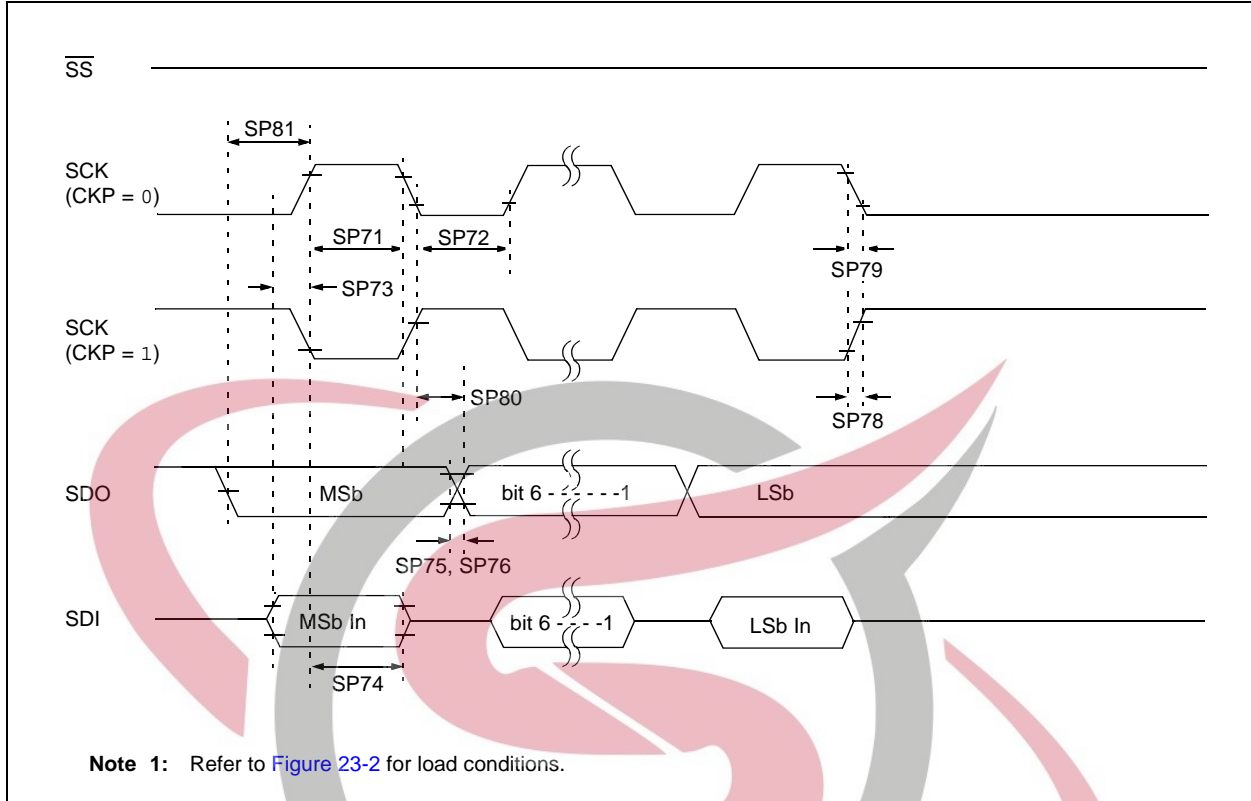 SS
SP81
SCK
(CKP = 0)
SP71
SP72
SP79
SP73
SCK
(CKP = 1)
SP80
SP78
SDO
MSb
bit 6 - - - - - -1
LSb
SP75, SP76
SDI
MSb In
bit 6 - - - - -1
LSb In
SP74
Note 1: Refer to Figure 23-2 for load conditions.